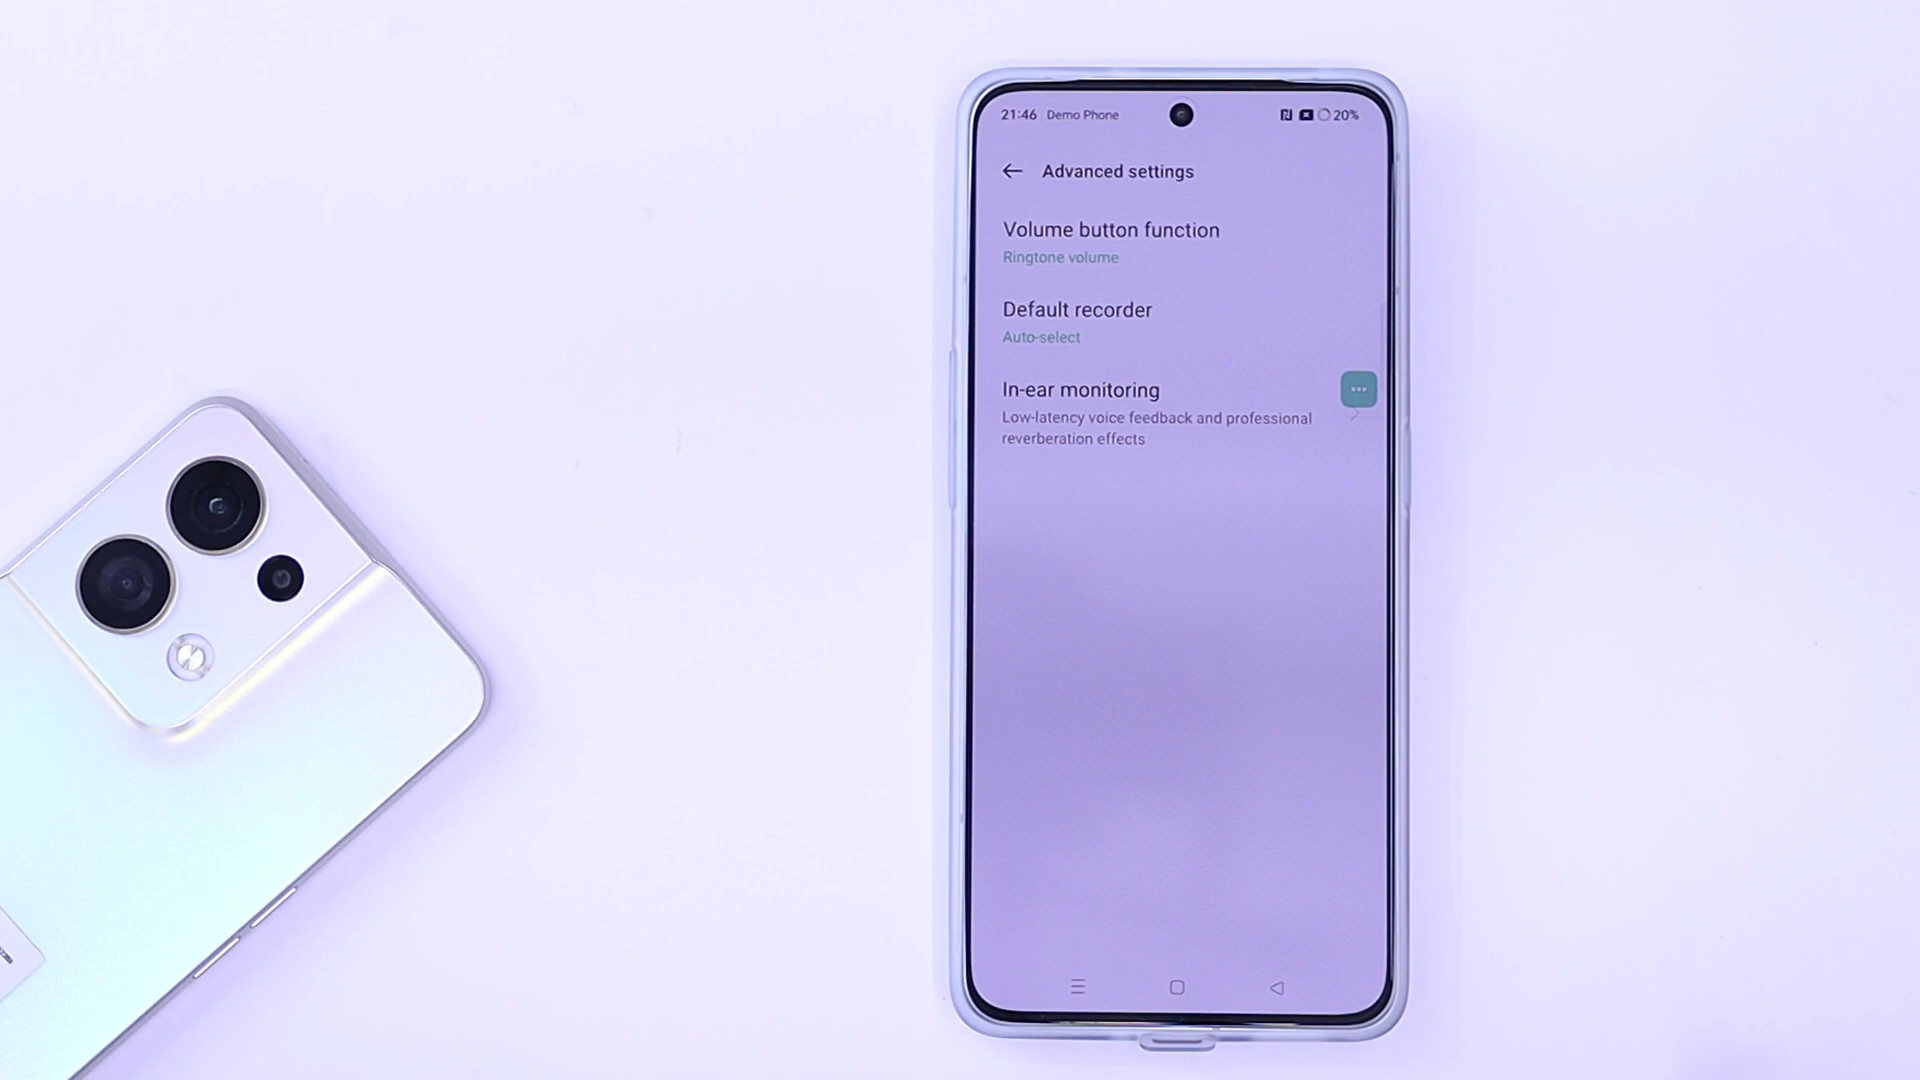 21:46 Demo Phone 20%
Advanced settings
Volume button function
Ringtone volume
Default recorder
Auto-select
In-ear monitoring
Low-latency voice feedback and professional
reverberation effects